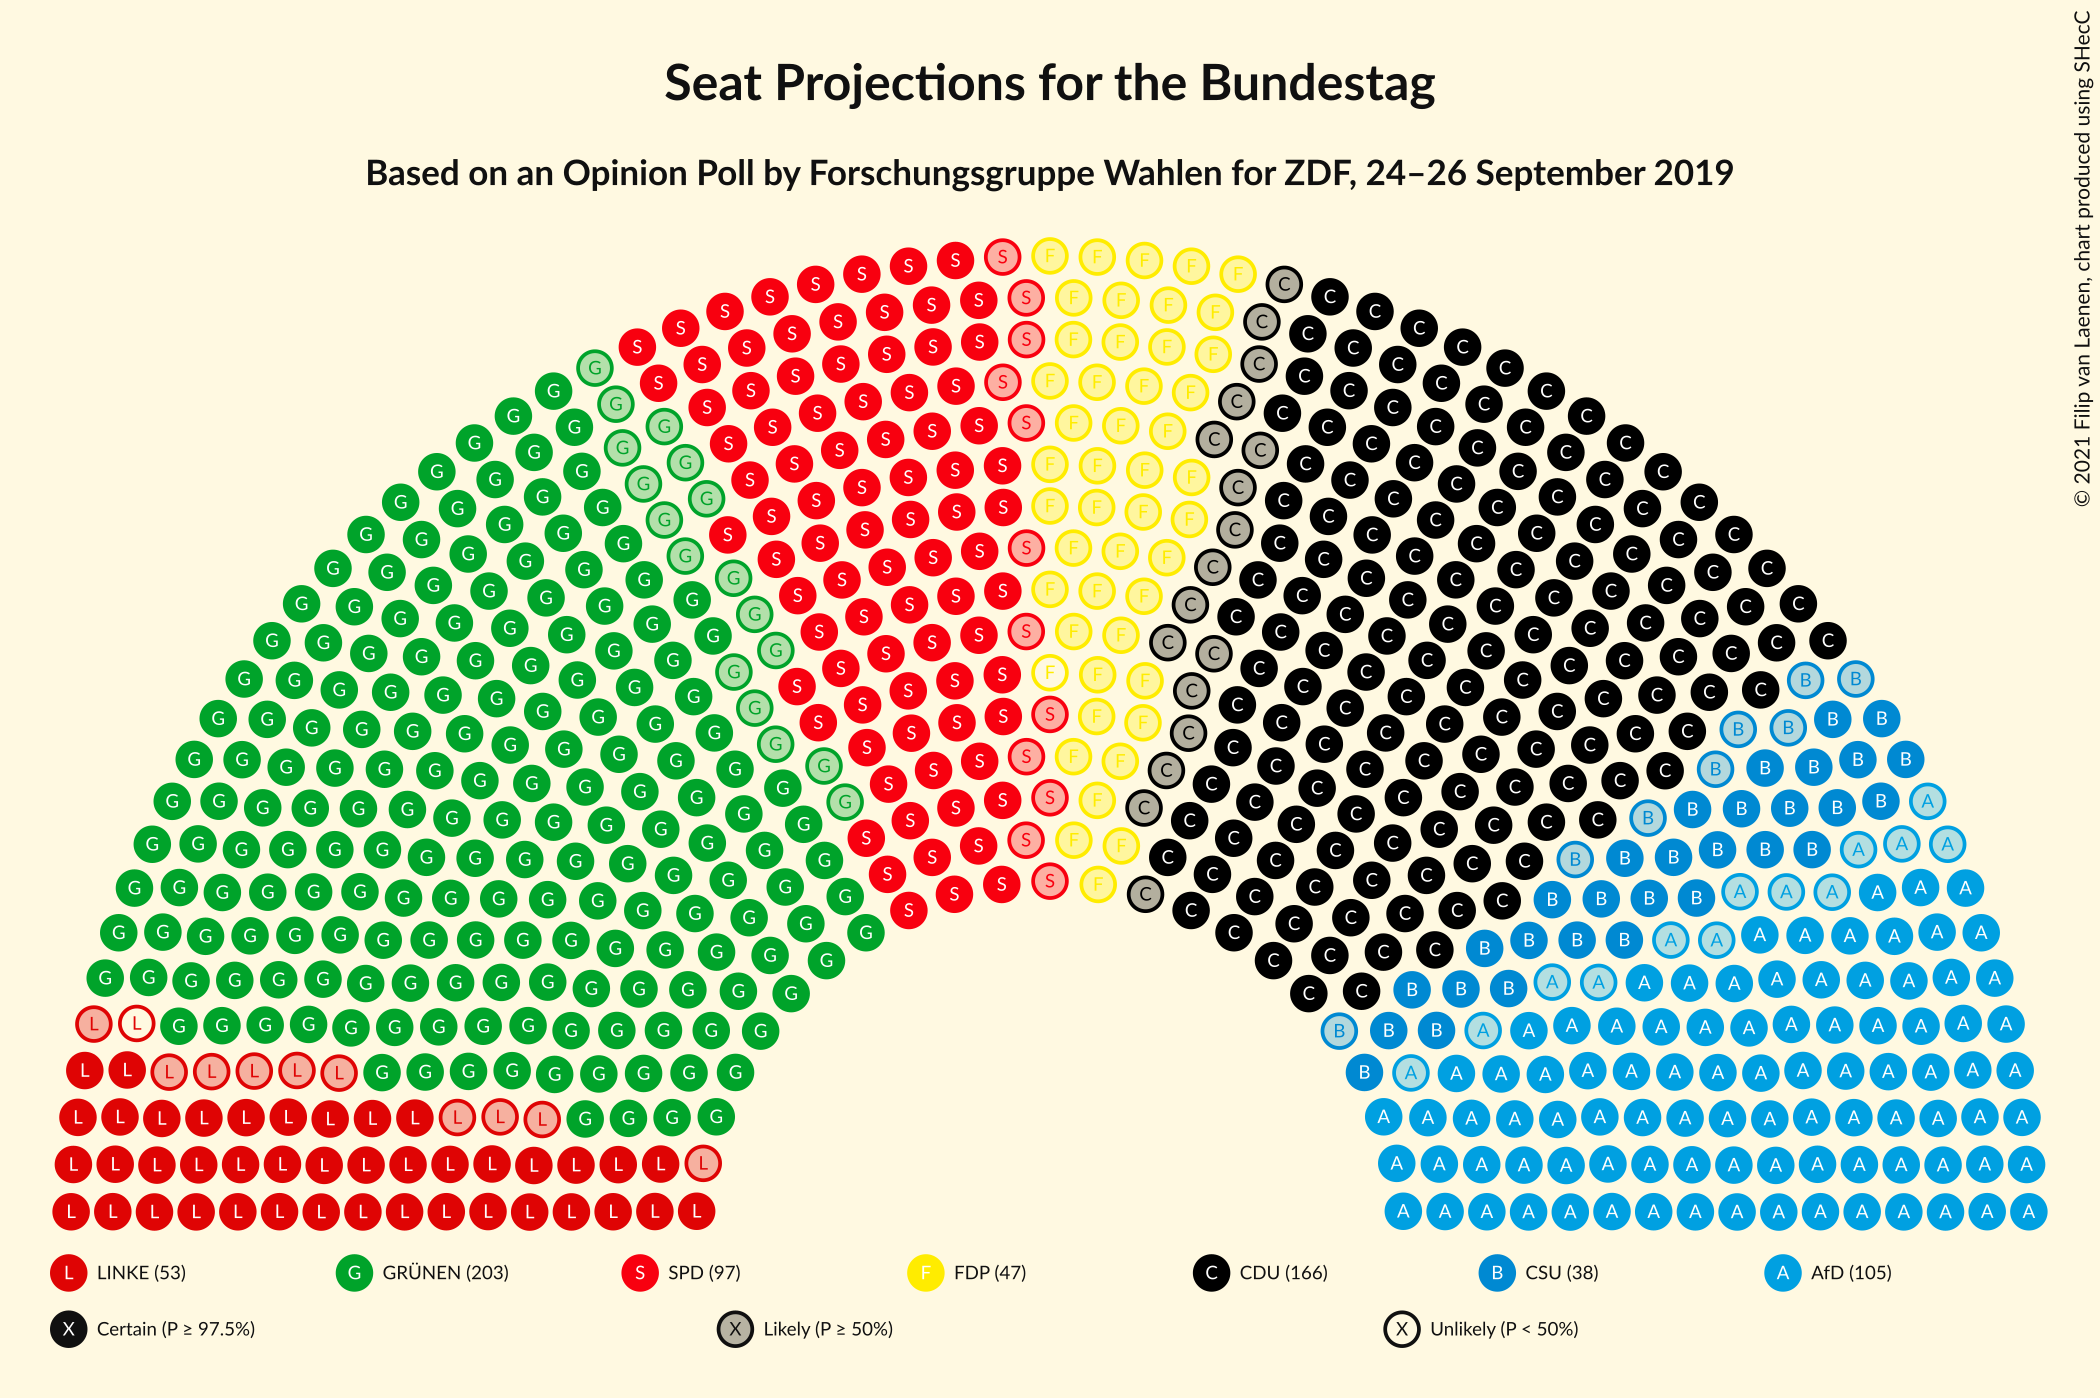 Seat Projections for the Bundestag
Based on an Opinion Poll by Forschungsgruppe Wahlen for ZDF, 24–26 September 2019
© 2021 Filip van Laenen, chart produced using SHecC
L LINKE (53) G GRÜNEN (203) S SPD (97) F FDP (47) C CDU (166) B CSU (38) A AfD (105)
X Certain (P ≥ 97.5%) X Likely (P ≥ 50%) X Unlikely (P < 50%)